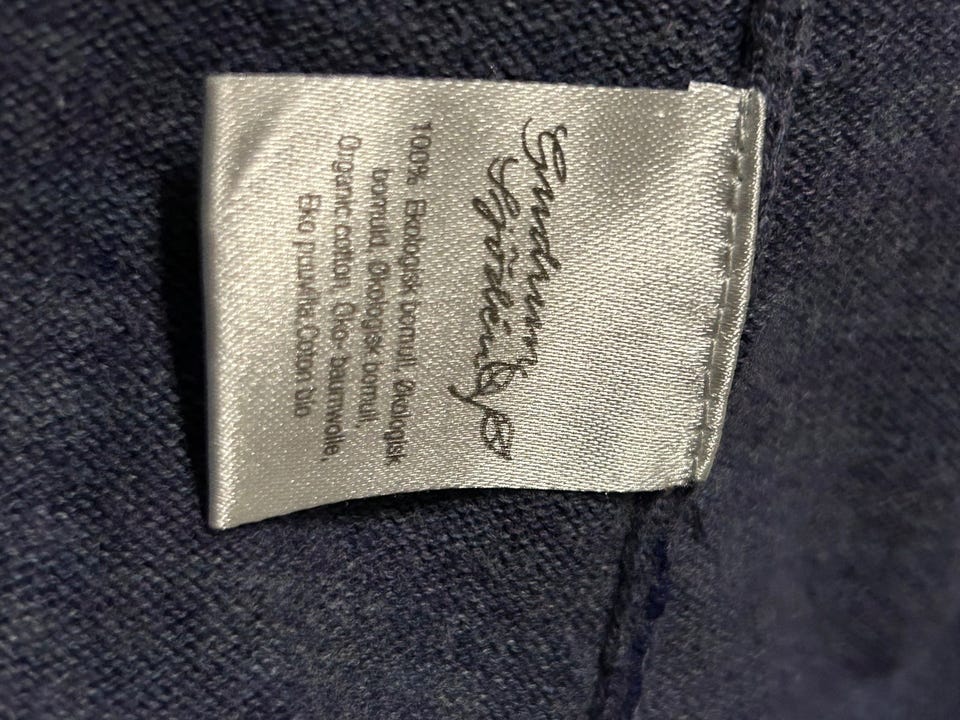 Gudrun
Sjödén
100% Ekologisk bomull, Økologisk
bomuld, Økologisk bomull,
Organic cotton, Öko- baumwolle,
Eko puuvilla, Coton bio